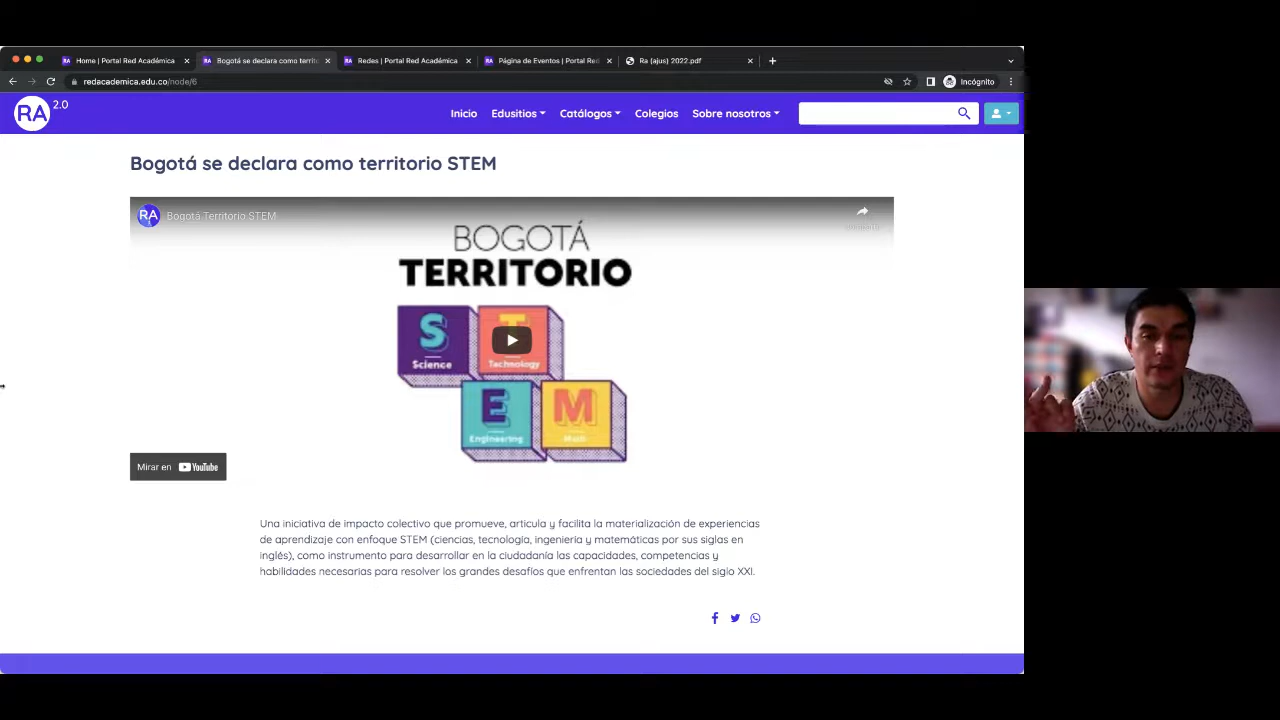 Home | Portal Red Académica
Bogotá se declara como territo
Redes | Portal Red Académica
Página de Eventos | Portal Red
Ra (ajus) 2022.pdf
redacademica.edu.co/node/6
Incógnito
RA 2.0
Inicio
Edusitios
Catálogos
Colegios
Sobre nosotros
Bogotá se declara como territorio STEM
RA
Bogotá Territorio STEM
BOGOTÁ
TERRITORIO
S T
Science Technology
E M
Engineering Math
Mirar en YouTube
Una iniciativa de impacto colectivo que promueve, articula y facilita la materialización de experiencias
de aprendizaje con enfoque STEM (ciencias, tecnología, ingeniería y matemáticas por sus siglas en
inglés), como instrumento para desarrollar en la ciudadanía las capacidades, competencias y
habilidades necesarias para resolver los grandes desafíos que enfrentan las sociedades del siglo XXI.